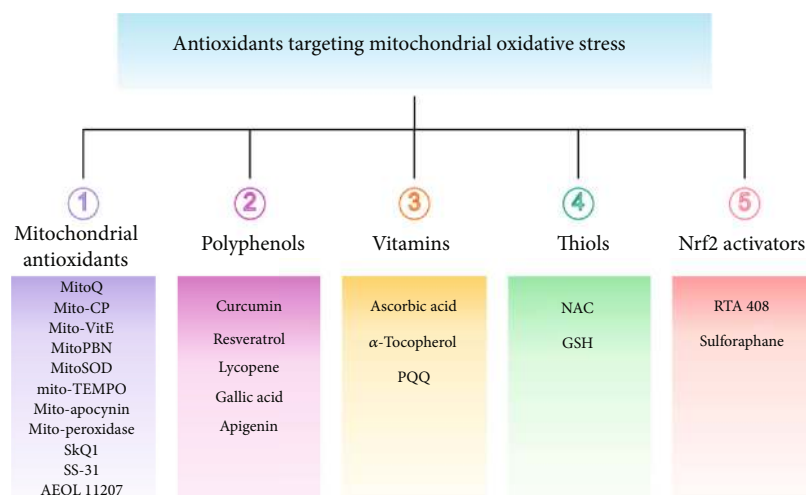 Antioxidants targeting mitochondrial oxidative stress
1
Mitochondrial
antioxidants
MitoQ
Mito-CP
Mito-VitE
MitoPBN
MitoSOD
mito-TEMPO
Mito-apocynin
Mito-peroxidase
SkQ1
SS-31
AEOL 11207
2
Polyphenols
Curcumin
Resveratrol
Lycopene
Gallic acid
Apigenin
3
Vitamins
Ascorbic acid
α-Tocopherol
PQQ
4
Thiols
NAC
GSH
5
Nrf2 activators
RTA 408
Sulforaphane